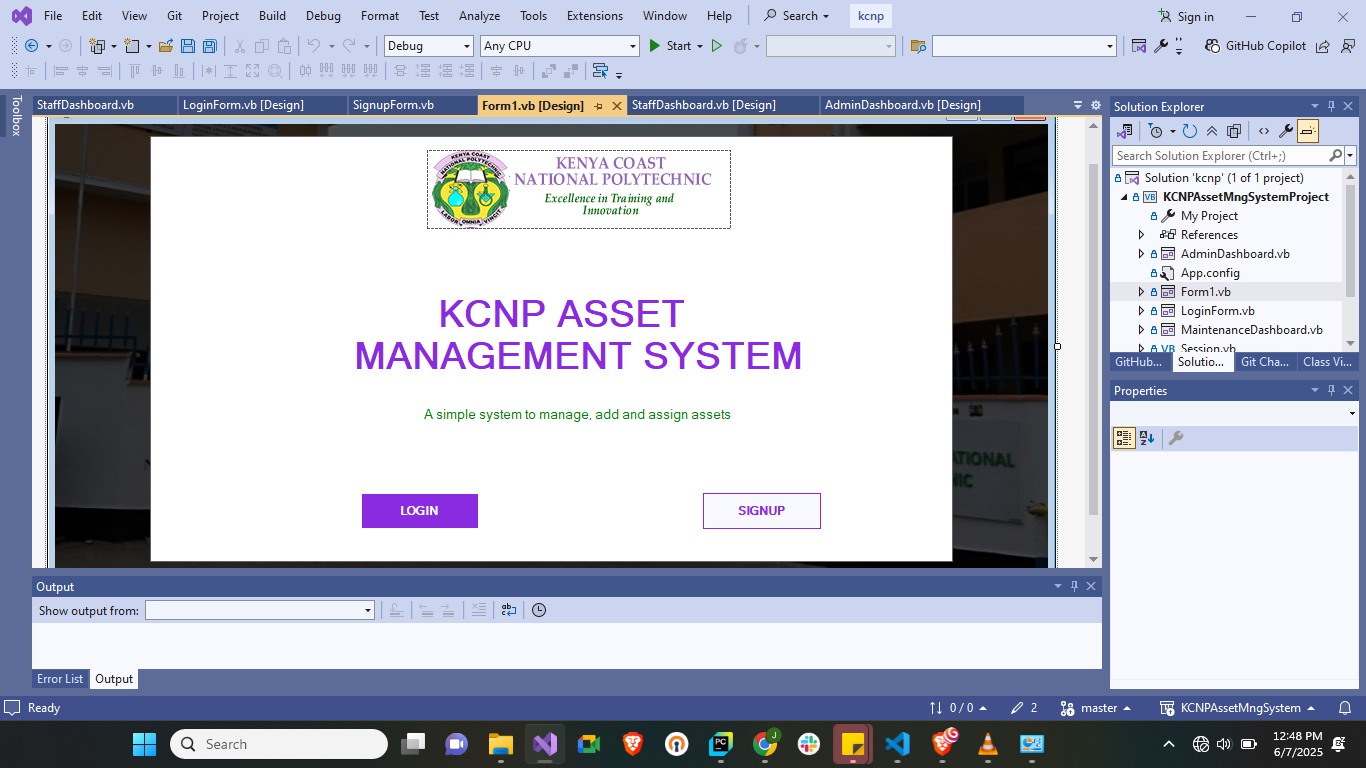 File Edit View Git Project Build Debug Format Test Analyze Tools Extensions Window Help Search kcnp Sign in
Debug Any CPU Start GitHub Copilot
Toolbox
StaffDashboard.vb LoginForm.vb [Design] SignupForm.vb Form1.vb [Design] StaffDashboard.vb [Design] AdminDashboard.vb [Design]
KENYA COAST
NATIONAL POLYTECHNIC
LABOR OMNIA VINCIT
KENYA COAST
NATIONAL POLYTECHNIC
Excellence in Training and
Innovation
KCNP ASSET
MANAGEMENT SYSTEM
A simple system to manage, add and assign assets
LOGIN SIGNUP
Solution Explorer
Search Solution Explorer (Ctrl+;)
Solution 'kcnp' (1 of 1 project)
VB KCNPAssetMngSystemProject
My Project
References
AdminDashboard.vb
App.config
Form1.vb
LoginForm.vb
MaintenanceDashboard.vb
VB Session.vb
GitHub... Solutio... Git Cha... Class Vi...
Properties
Output
Show output from:
Error List Output
Ready 0 / 0 2 master KCNPAssetMngSystem
Search
PC
J
12:48 PM
6/7/2025